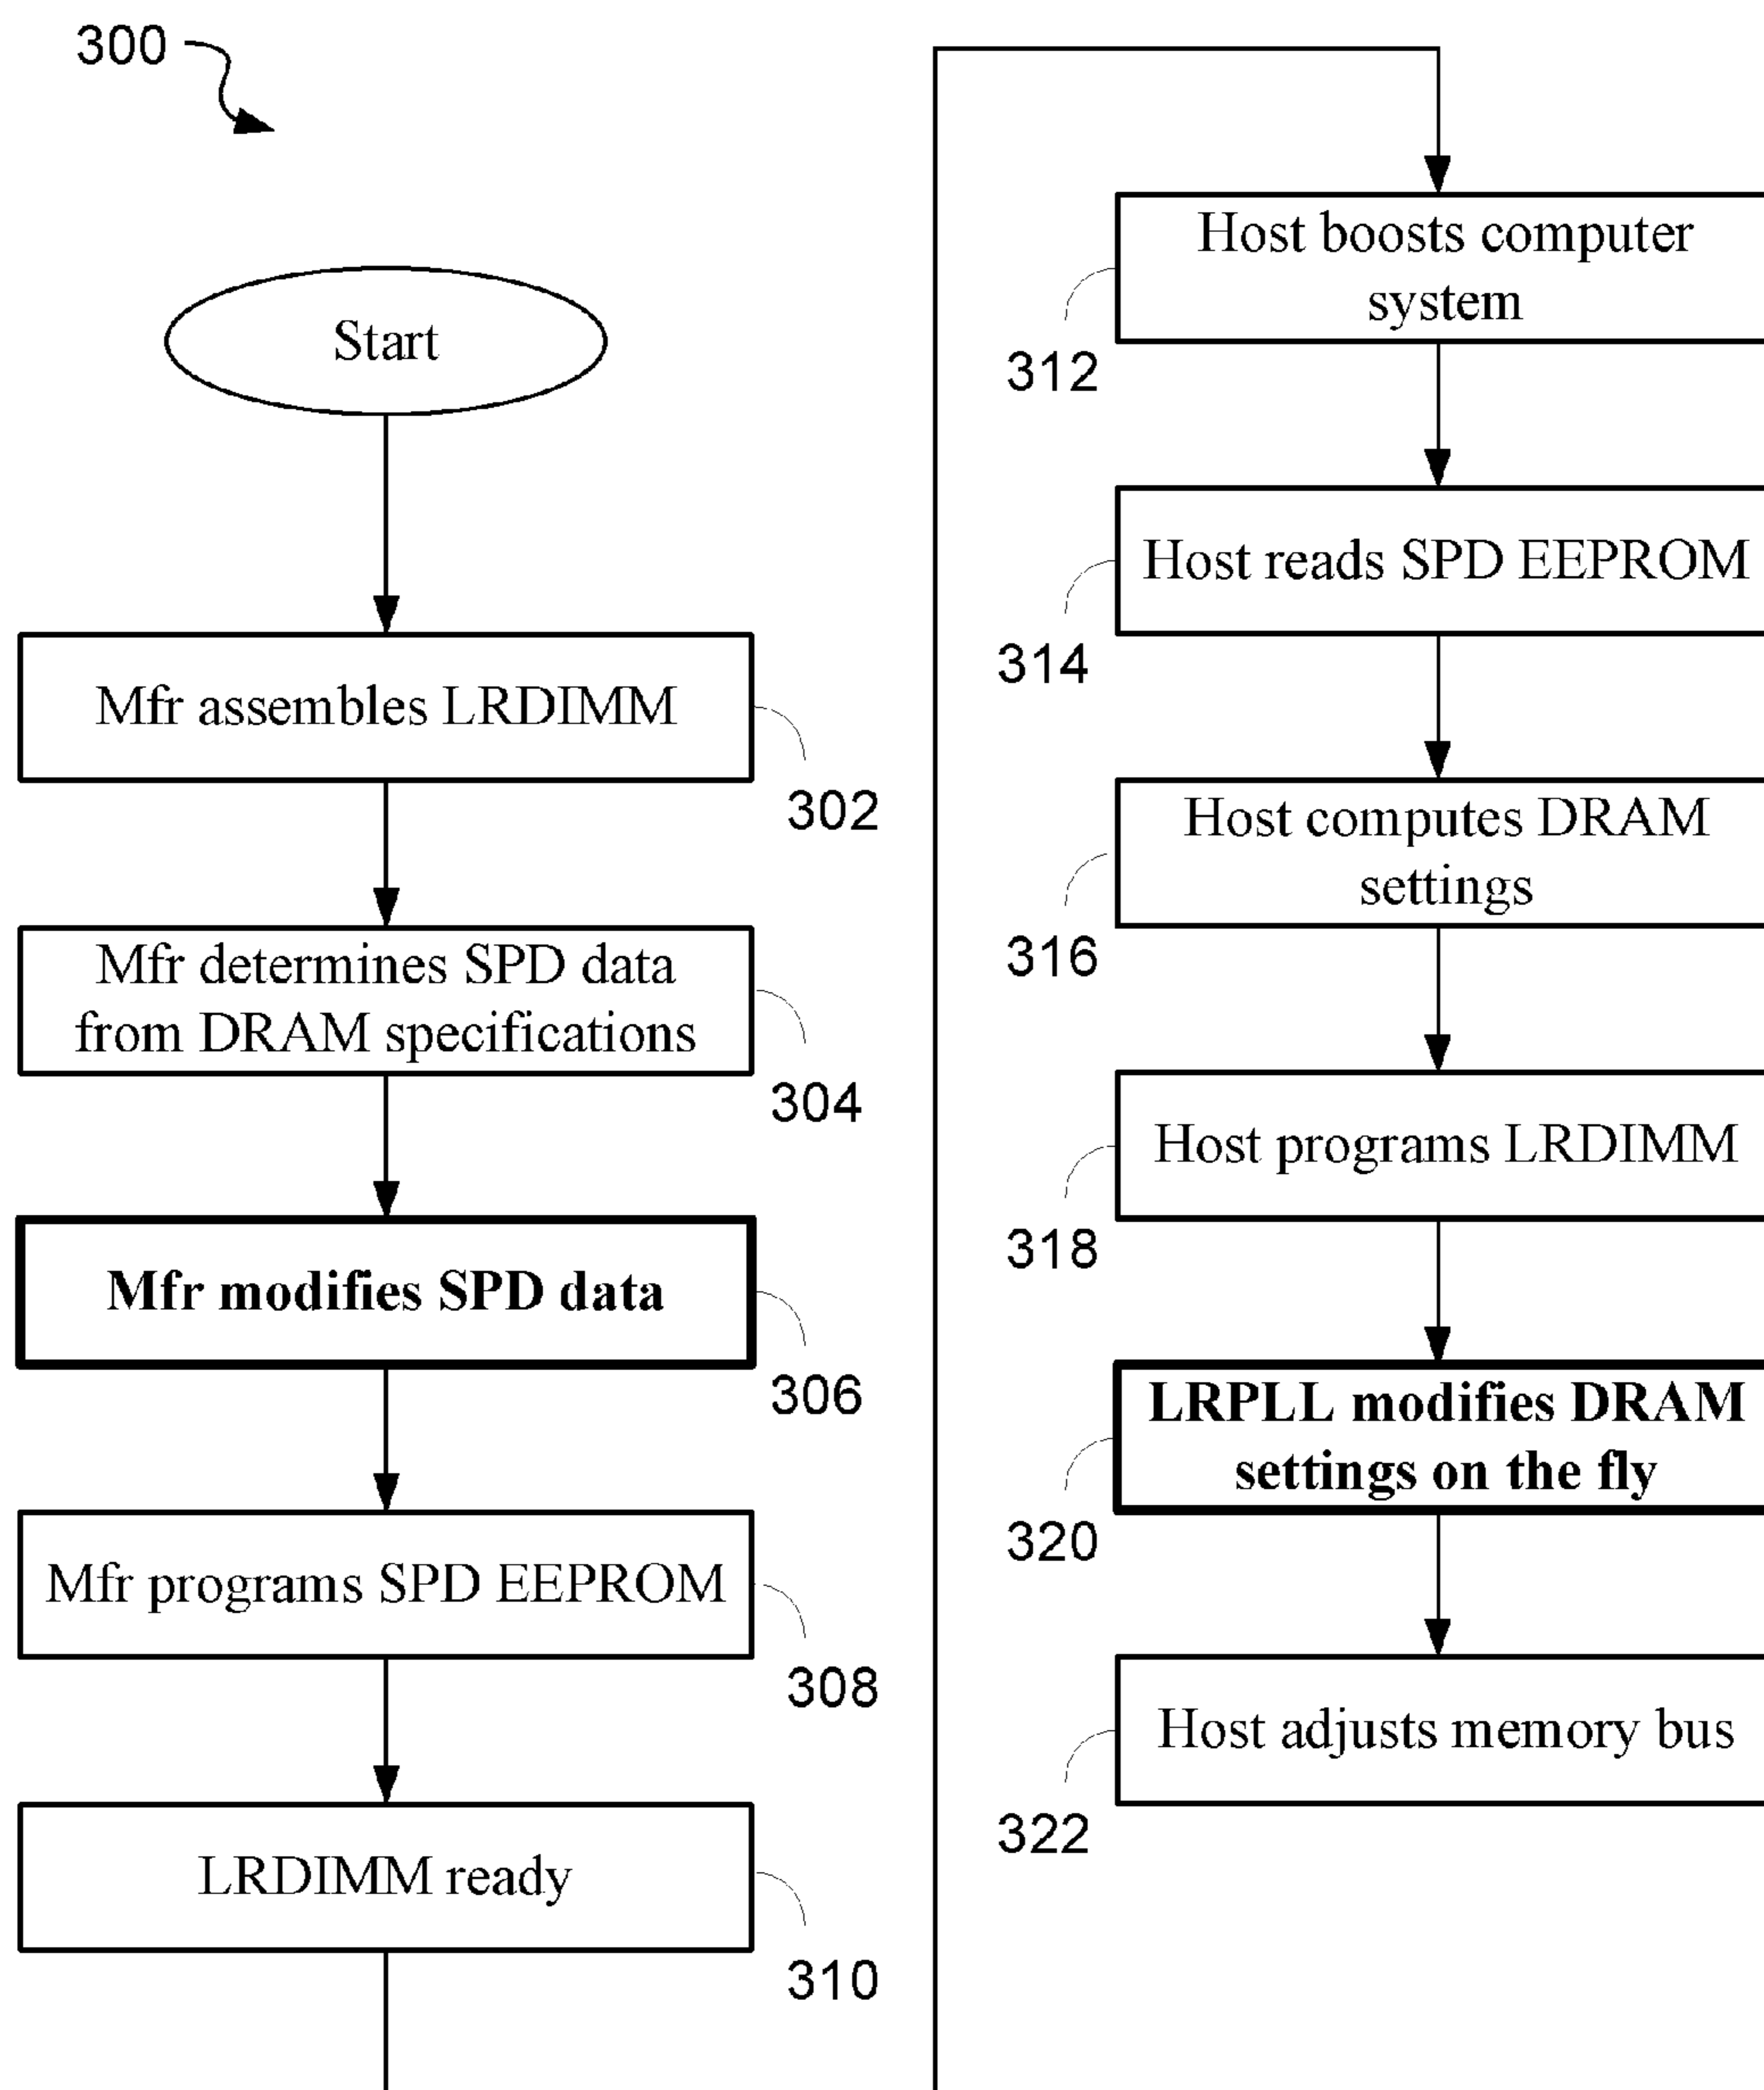 300
Start
Mfr assembles LRDIMM
302
Mfr determines SPD data
from DRAM specifications
304
Mfr modifies SPD data
306
Mfr programs SPD EEPROM
308
LRDIMM ready
310
Host boosts computer
system
312
Host reads SPD EEPROM
314
Host computes DRAM
settings
316
Host programs LRDIMM
318
LRPLL modifies DRAM
settings on the fly
320
Host adjusts memory bus
322